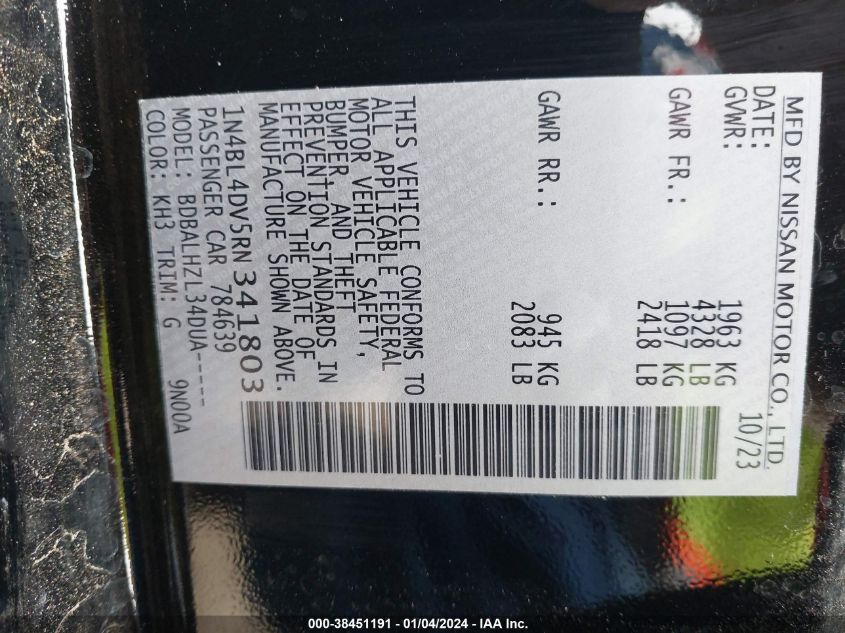 MFD BY NISSAN MOTOR CO., LTD.
DATE: 10/23
GVWR: 1963 KG
4328 LB
GAWR FR.: 1097 KG
2418 LB
GAWR RR.: 945 KG
2083 LB
THIS VEHICLE CONFORMS TO
ALL APPLICABLE FEDERAL
MOTOR VEHICLE SAFETY,
BUMPER, AND THEFT
PREVENTION STANDARDS IN
EFFECT ON THE DATE OF
MANUFACTURE SHOWN ABOVE.
1N4BL4DV5RN341803
PASSENGER CAR 784639
MODEL: BDBALHZL34DUA-----
COLOR: KH3 TRIM: G 9N00A
000-38451191 - 01/04/2024 - IAA Inc.